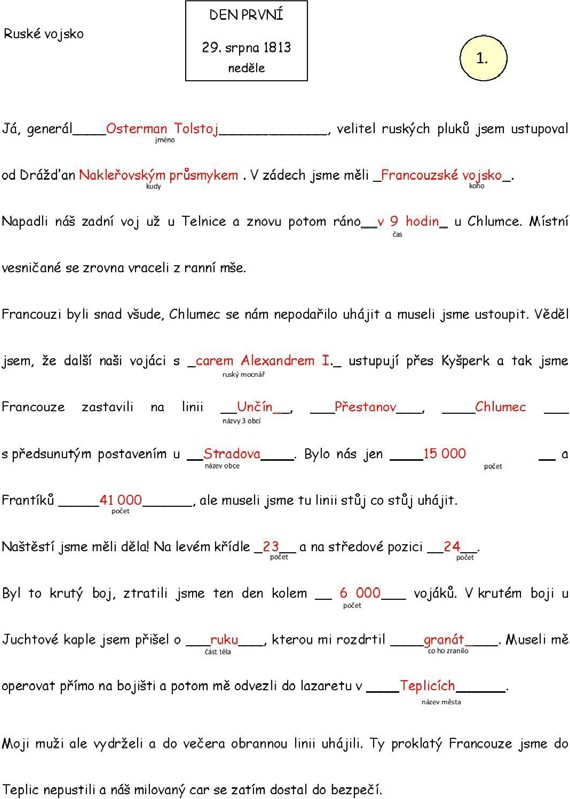 Ruské vojsko
DEN PRVNÍ
29. srpna 1813
neděle
1.
Já, generál____Osterman Tolstoj______________, velitel ruských pluků jsem ustupoval
jméno
od Drážďan Nakleřovským průsmykem . V zádech jsme měli _Francouzské vojsko_.
kudy koho
Napadli náš zadní voj už u Telnice a znovu potom ráno__v 9 hodin_ u Chlumce. Místní
čas
vesničané se zrovna vraceli z ranní mše.
Francouzi byli snad všude, Chlumec se nám nepodařilo uhájit a museli jsme ustoupit. Věděl
jsem, že další naši vojáci s _carem Alexandrem I._ ustupují přes Kyšperk a tak jsme
ruský mocnář
Francouze zastavili na linii __Unčín__, ___Přestanov___, ____Chlumec ___
názvy 3 obcí
s předsunutým postavením u __Stradova____. Bylo nás jen ____15 000 __ a
název obce počet
Frantíků _____41 000______, ale museli jsme tu linii stůj co stůj uhájit.
počet
Naštěstí jsme měli děla! Na levém křídle _23__ a na středové pozici __24__.
počet počet
Byl to krutý boj, ztratili jsme ten den kolem __ 6 000___ vojáků. V krutém boji u
počet
Juchtové kaple jsem přišel o ___ruku___, kterou mi rozdrtil ____granát____. Museli mě
část těla co ho zranilo
operovat přímo na bojišti a potom mě odvezli do lazaretu v ____Teplicích______.
název města
Moji muži ale vydrželi a do večera obrannou linii uhájili. Ty proklatý Francouze jsme do
Teplic nepustili a náš milovaný car se zatím dostal do bezpečí.